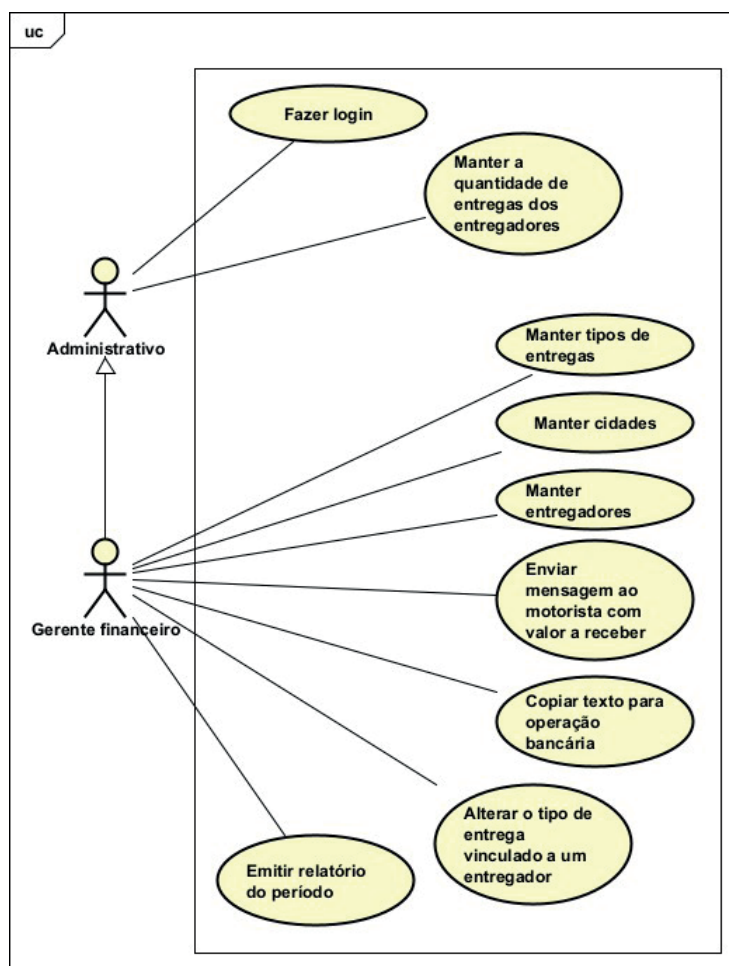 uc
Fazer login
Manter a
quantidade de
entregas dos
entregadores
Administrativo
Manter tipos de
entregas
Manter cidades
Manter
entregadores
Enviar
mensagem ao
motorista com
valor a receber
Gerente financeiro
Copiar texto para
operação
bancária
Alterar o tipo de
entrega
vinculado a um
entregador
Emitir relatório
do período